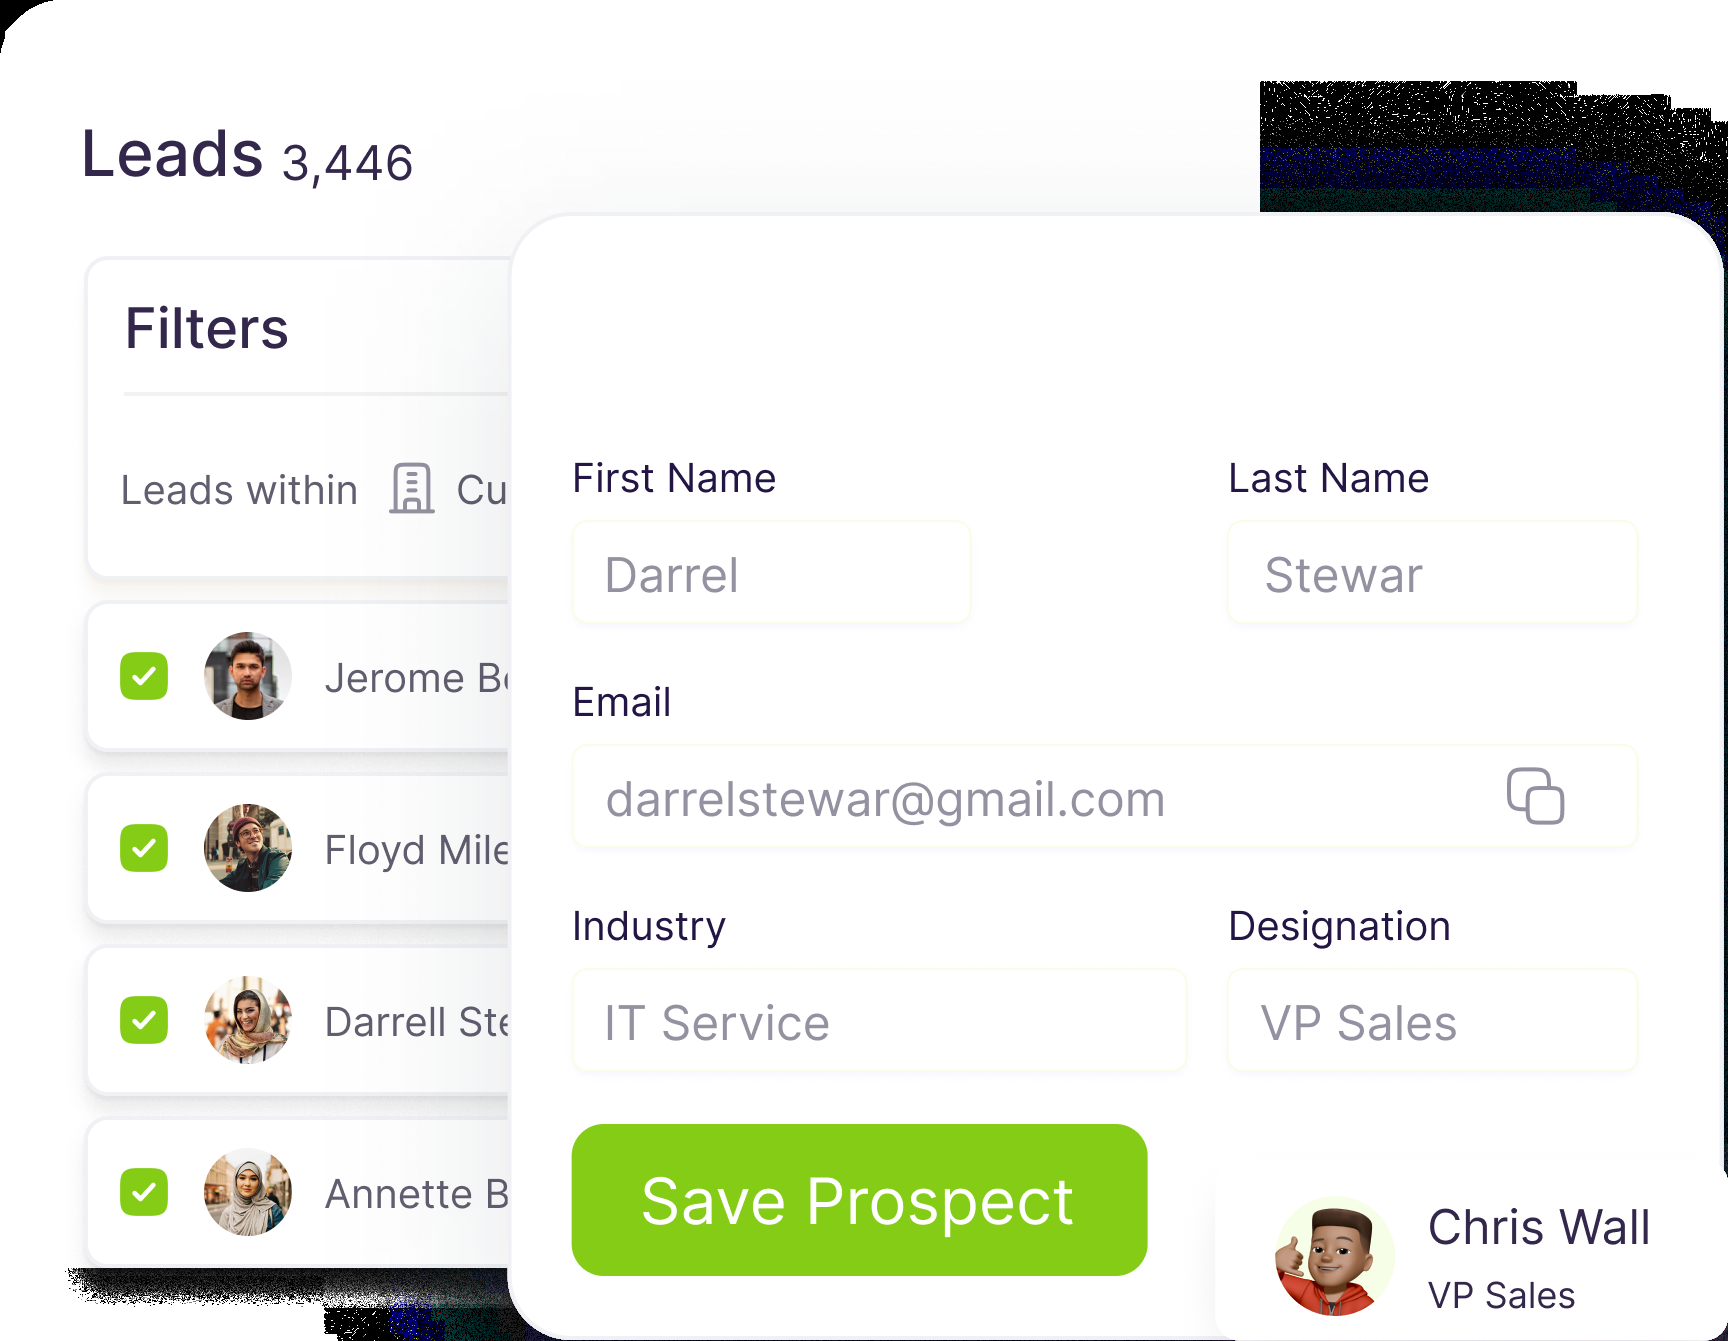 Leads 3,446
Filters
Leads within Cu
Jerome B
Floyd Mile
Darrell Ste
Annette B
First Name
Last Name
Darrel
Stewar
Email
darrelstewar@gmail.com
Industry
Designation
IT Service
VP Sales
Save Prospect
Chris Wall
VP Sales